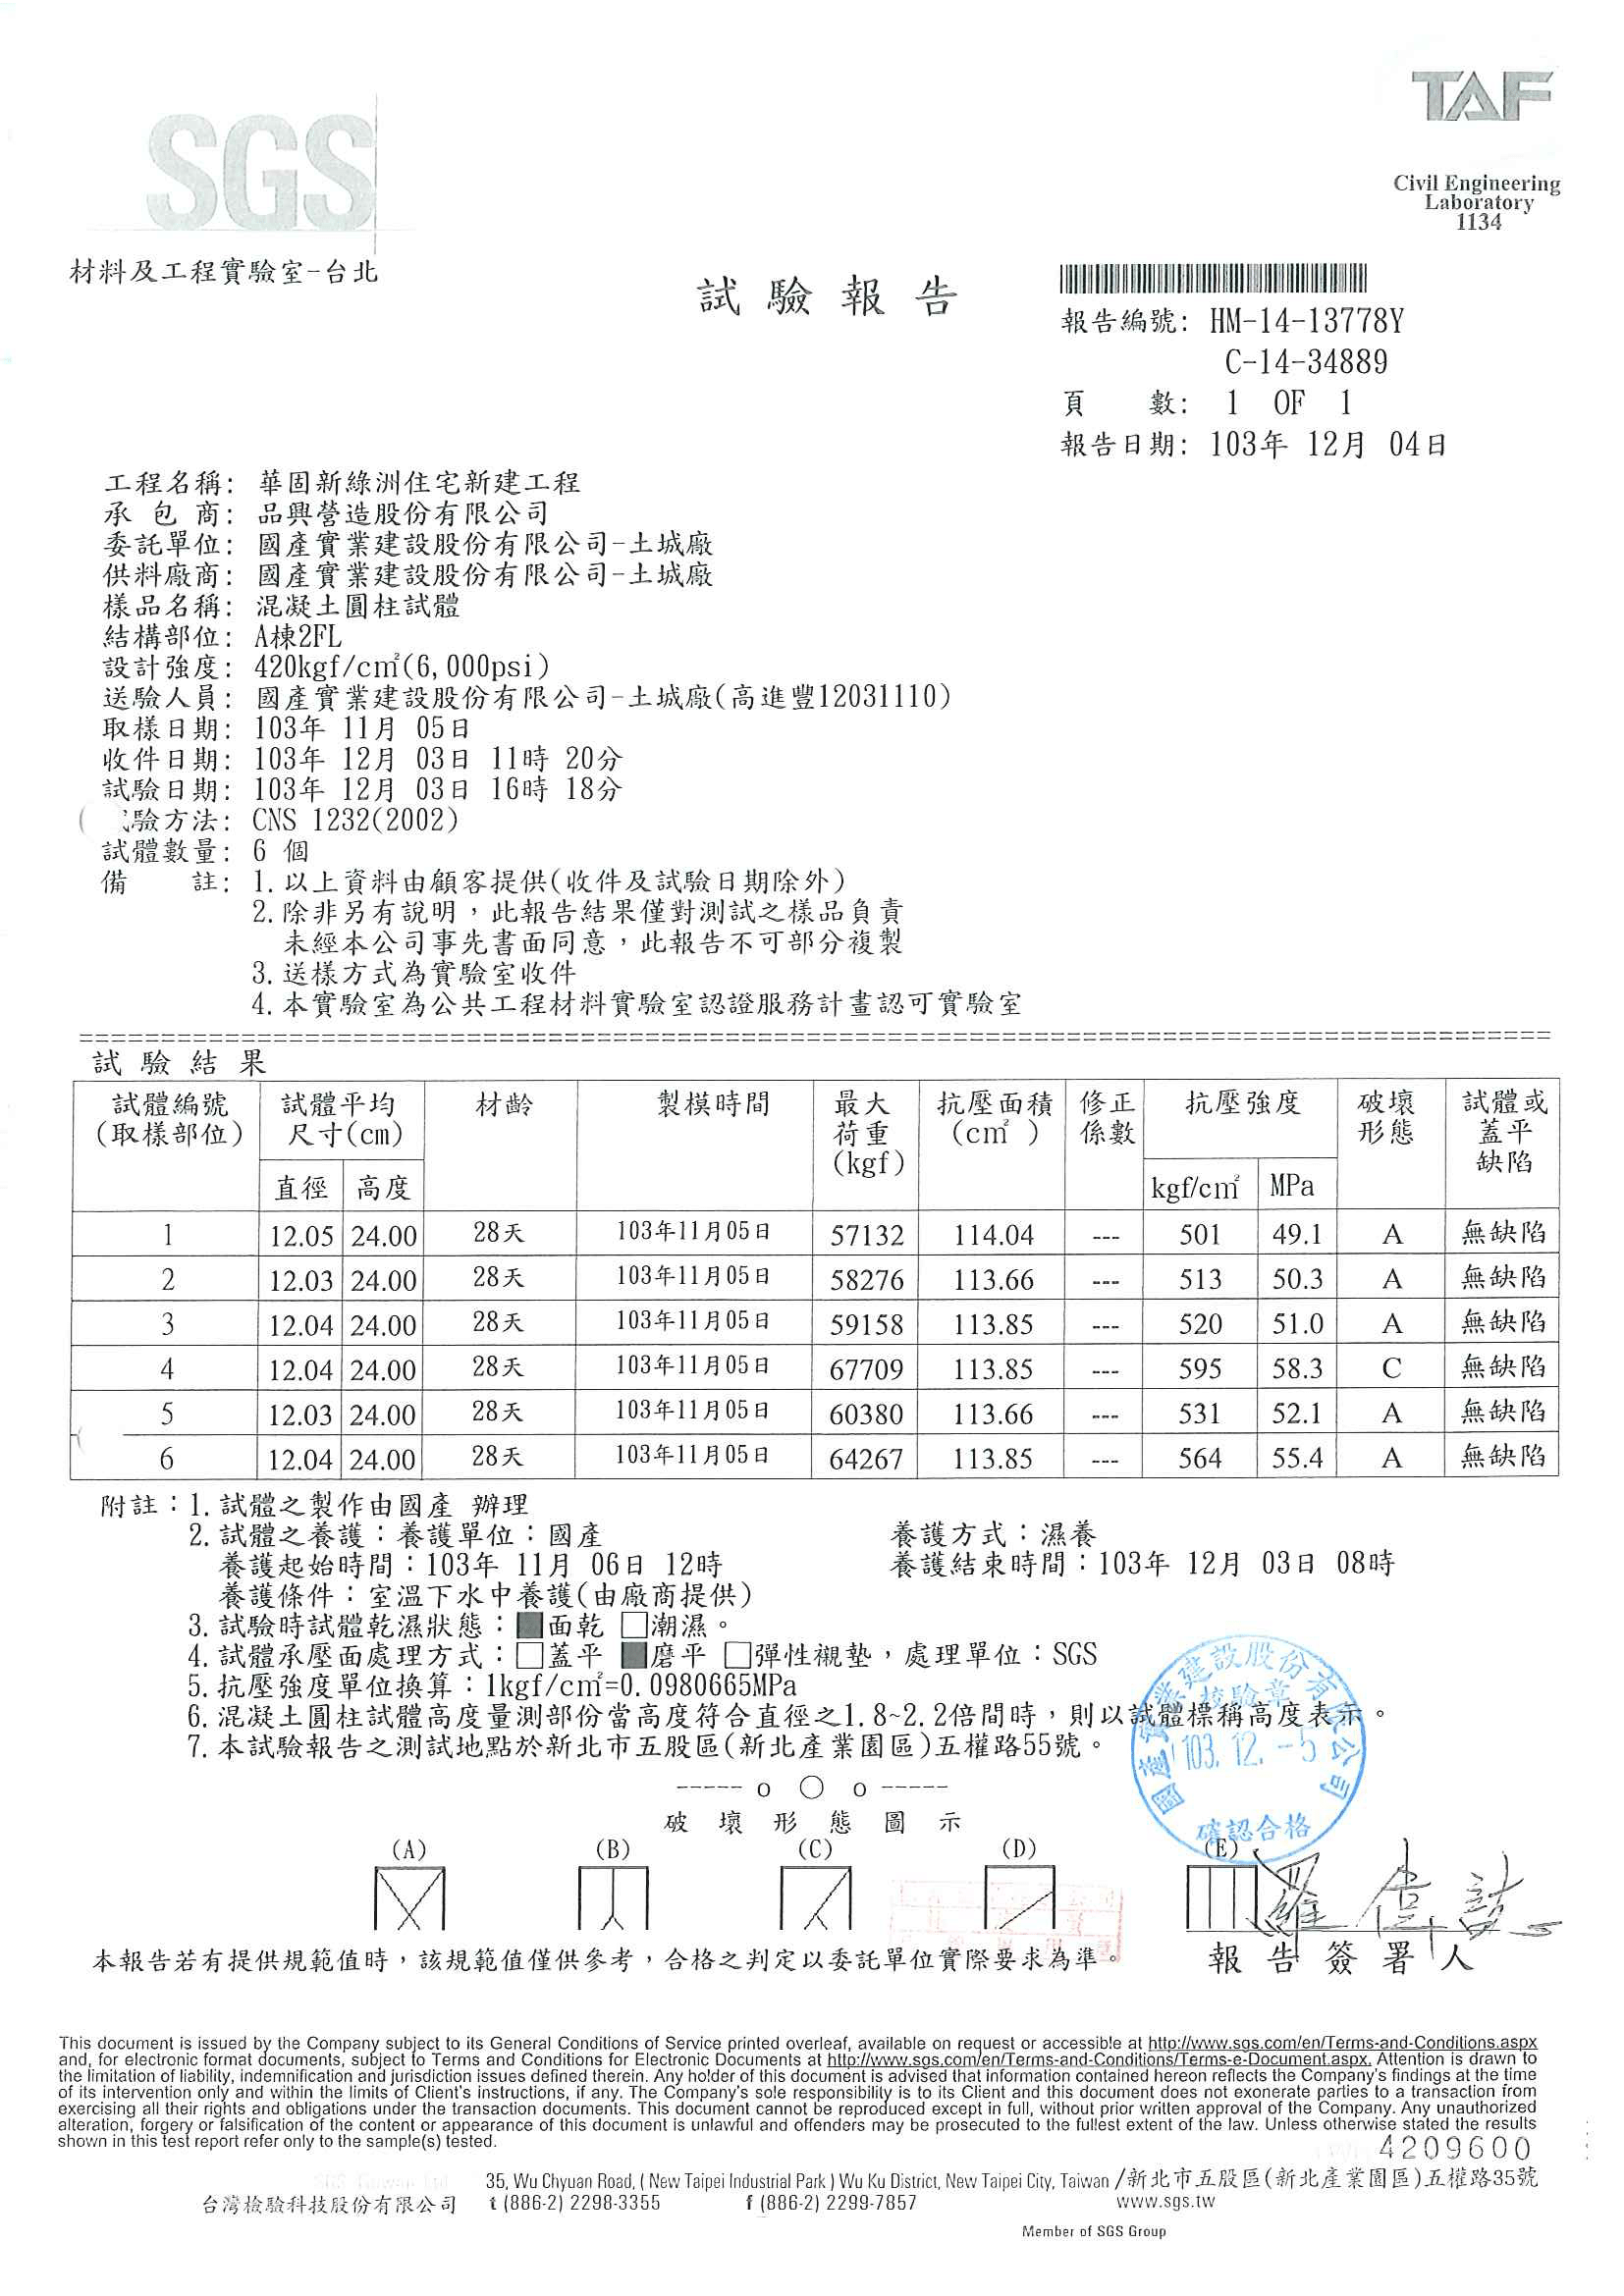 SGS
TAF
Civil Engineering
Laboratory
1134
材料及工程實驗室-台北
試驗報告
報告編號: HM-14-13778Y
C-14-34889
頁 數: 1 OF 1
報告日期: 103年 12月 04日
工程名稱: 華固新綠洲住宅新建工程
承包商: 品興營造股份有限公司
委託單位: 國產實業建設股份有限公司-土城廠
供料廠商: 國產實業建設股份有限公司-土城廠
樣品名稱: 混凝土圓柱試體
結構部位: A棟2FL
設計強度: 420kgf/c㎡(6,000psi)
送驗人員: 國產實業建設股份有限公司-土城廠(高進豐12031110)
取樣日期: 103年 11月 05日
收件日期: 103年 12月 03日 11時 20分
試驗日期: 103年 12月 03日 16時 18分
驗方法: CNS 1232(2002)
試體數量: 6 個
備 註: 1.以上資料由顧客提供(收件及試驗日期除外)
2.除非另有說明，此報告結果僅對測試之樣品負責
未經本公司事先書面同意，此報告不可部分複製
3.送樣方式為實驗室收件
4.本實驗室為公共工程材料實驗室認證服務計畫認可實驗室
試驗結果
試體編號(取樣部位) 試體平均尺寸(cm) 材齡 製模時間 最大荷重(kgf) 抗壓面積(c㎡) 修正係數 抗壓強度 破壞形態 試體或蓋平缺陷
直徑 高度 kgf/c㎡ MPa
1 12.05 24.00 28天 103年11月05日 57132 114.04 --- 501 49.1 A 無缺陷
2 12.03 24.00 28天 103年11月05日 58276 113.66 --- 513 50.3 A 無缺陷
3 12.04 24.00 28天 103年11月05日 59158 113.85 --- 520 51.0 A 無缺陷
4 12.04 24.00 28天 103年11月05日 67709 113.85 --- 595 58.3 C 無缺陷
5 12.03 24.00 28天 103年11月05日 60380 113.66 --- 531 52.1 A 無缺陷
6 12.04 24.00 28天 103年11月05日 64267 113.85 --- 564 55.4 A 無缺陷
附註：1.試體之製作由國產 辦理
2.試體之養護：養護單位：國產 養護方式：濕養
養護起始時間：103年 11月 06日 12時 養護結束時間：103年 12月 03日 08時
養護條件：室溫下水中養護(由廠商提供)
3.試驗時試體乾濕狀態：■面乾 □潮濕。
4.試體承壓面處理方式：□蓋平 ■磨平 □彈性襯墊，處理單位：SGS
5.抗壓強度單位換算：1kgf/c㎡=0.0980665MPa
6.混凝土圓柱試體高度量測部份當高度符合直徑之1.8~2.2倍間時，則以試體標稱高度表示。
7.本試驗報告之測試地點於新北市五股區(新北產業園區)五權路55號。
國產實業建設股份有限公司
校驗章
103.12.-5
確認合格
----- o ○ o -----
破壞形態圖示
(A) (B) (C) (D) (E)
本報告若有提供規範值時，該規範值僅供參考，合格之判定以委託單位實際要求為準。
報告簽署人
This document is issued by the Company subject to its General Conditions of Service printed overleaf, available on request or accessible at http://www.sgs.com/en/Terms-and-Conditions.aspx
and, for electronic format documents, subject to Terms and Conditions for Electronic Documents at http://www.sgs.com/en/Terms-and-Conditions/Terms-e-Document.aspx. Attention is drawn to
the limitation of liability, indemnification and jurisdiction issues defined therein. Any holder of this document is advised that information contained hereon reflects the Company's findings at the time
of its intervention only and within the limits of Client's instructions, if any. The Company's sole responsibility is to its Client and this document does not exonerate parties to a transaction from
exercising all their rights and obligations under the transaction documents. This document cannot be reproduced except in full, without prior written approval of the Company. Any unauthorized
alteration, forgery or falsification of the content or appearance of this document is unlawful and offenders may be prosecuted to the fullest extent of the law. Unless otherwise stated the results
shown in this test report refer only to the sample(s) tested.
4209600
SGS Taiwan Ltd.
35, Wu Chyuan Road, ( New Taipei Industrial Park ) Wu Ku District, New Taipei City, Taiwan /新北市五股區(新北產業園區)五權路35號
台灣檢驗科技股份有限公司 t (886-2) 2298-3355 f (886-2) 2299-7857 www.sgs.tw
Member of SGS Group